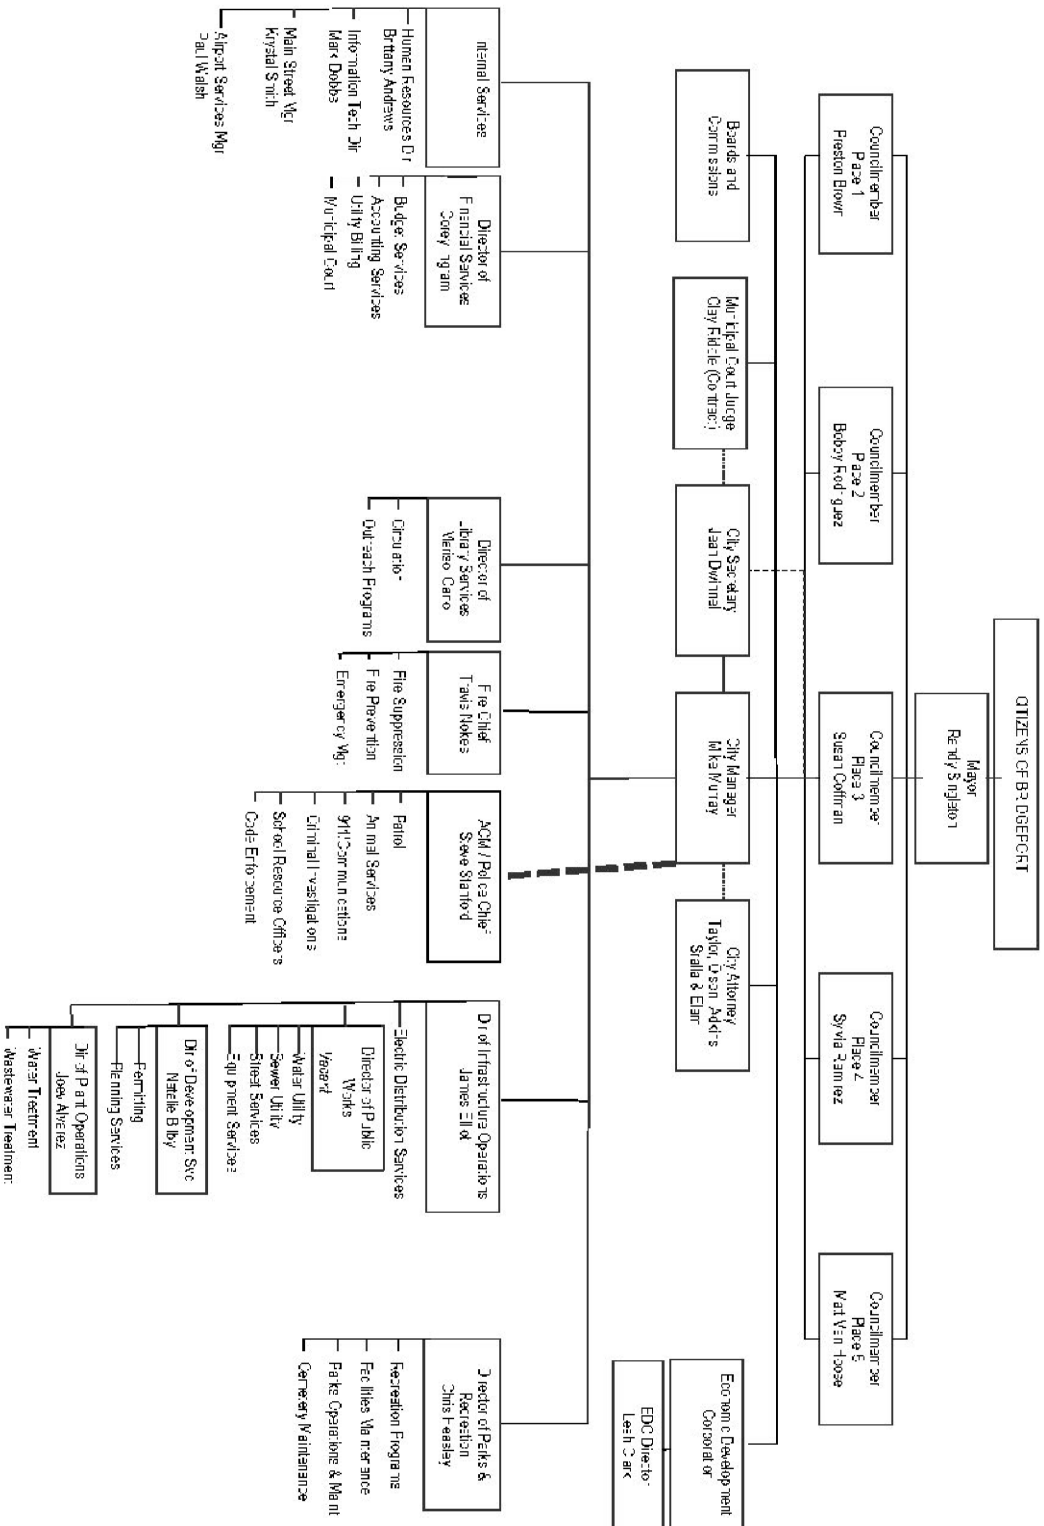 CITIZENS OF BRIDGEPORT
Mayor
Randy Singleton
Councilmember
Place 1
Preston Brown
Councilmember
Place 2
Bobby Rodriguez
Councilmember
Place 3
Susan Coffman
Councilmember
Place 4
Sylvia Ramirez
Councilmember
Place 5
Matt Van Hoose
Boards and
Commissions
Municipal Court Judge
Clay Riddle (Contract)
City Secretary
Jean Dwinnel
City Manager
Mike Murray
City Attorney
Taylor, Olson, Adkins
Sralla & Elam
Economic Development
Corporation
EDC Director
Leah Clark
Internal Services
Human Resources Dir
Brittany Andrews
Information Tech Dir
Mark Dobbs
Main Street Mgr
Krystal Smith
Airport Services Mgr
Paul Walsh
Director of
Financial Services
Corey Ingram
Budget Services
Accounting Services
Utility Billing
Municipal Court
Director of
Library Services
Circulation
Outreach Programs
Fire Chief
Travis Nokes
Fire Suppression
Fire Prevention
Emergency Mgt
ACM / Police Chief
Steve Stanford
Patrol
Animal Services
911/Communications
Criminal Investigations
School Resource Officers
Code Enforcement
Dir of Infrastructure Operations
James Elliot
Electric Distribution Services
Director of Public
Works
Vacant
Water Utility
Sewer Utility
Street Services
Equipment Services
Dir of Development Svc
Natalie Bilby
Permitting
Planning Services
Dir of Plant Operations
Joey Alvarez
Water Treatment
Wastewater Treatment
Director of Parks &
Recreation
Chris Heasley
Recreation Programs
Facilities Maintenance
Parks Operations & Maint
Cemetery Maintenance